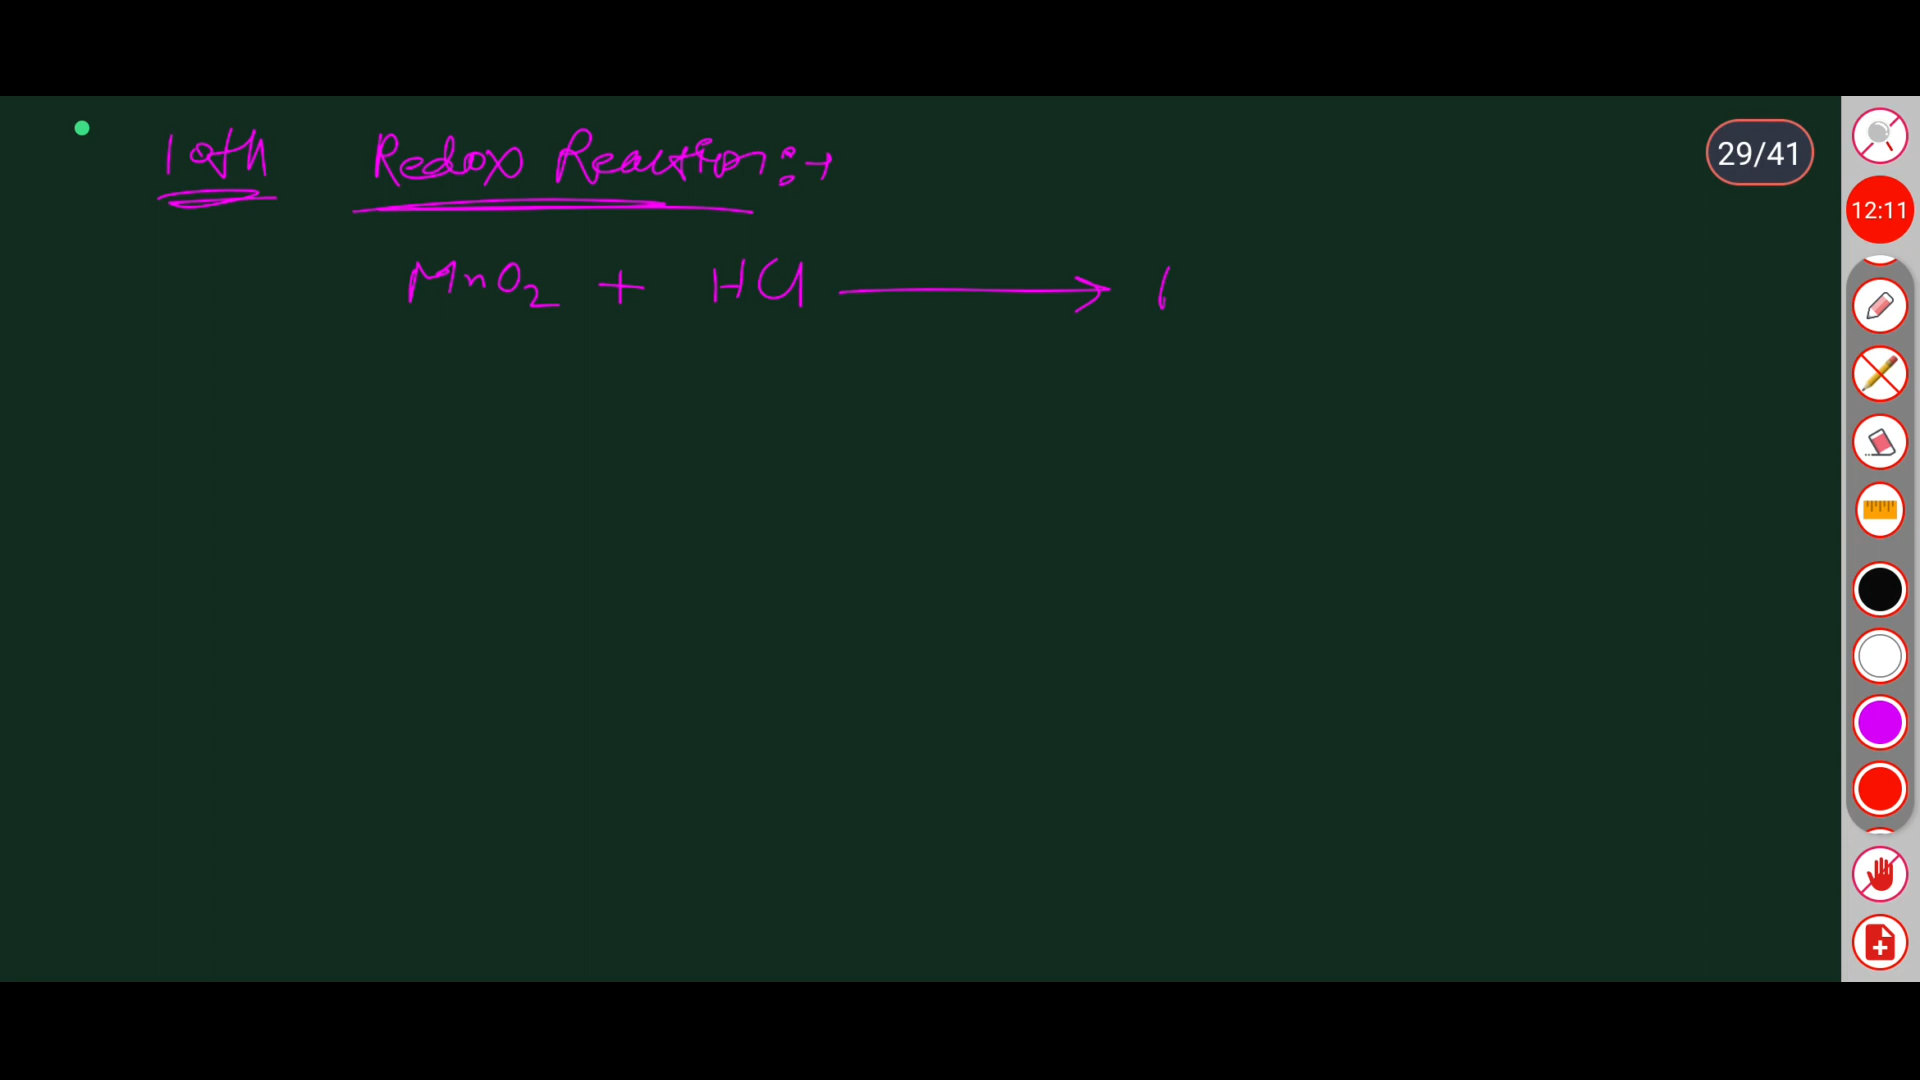 10th Redox Reaction :→
29/41
12:11
MnO₂ + HCl ⟶